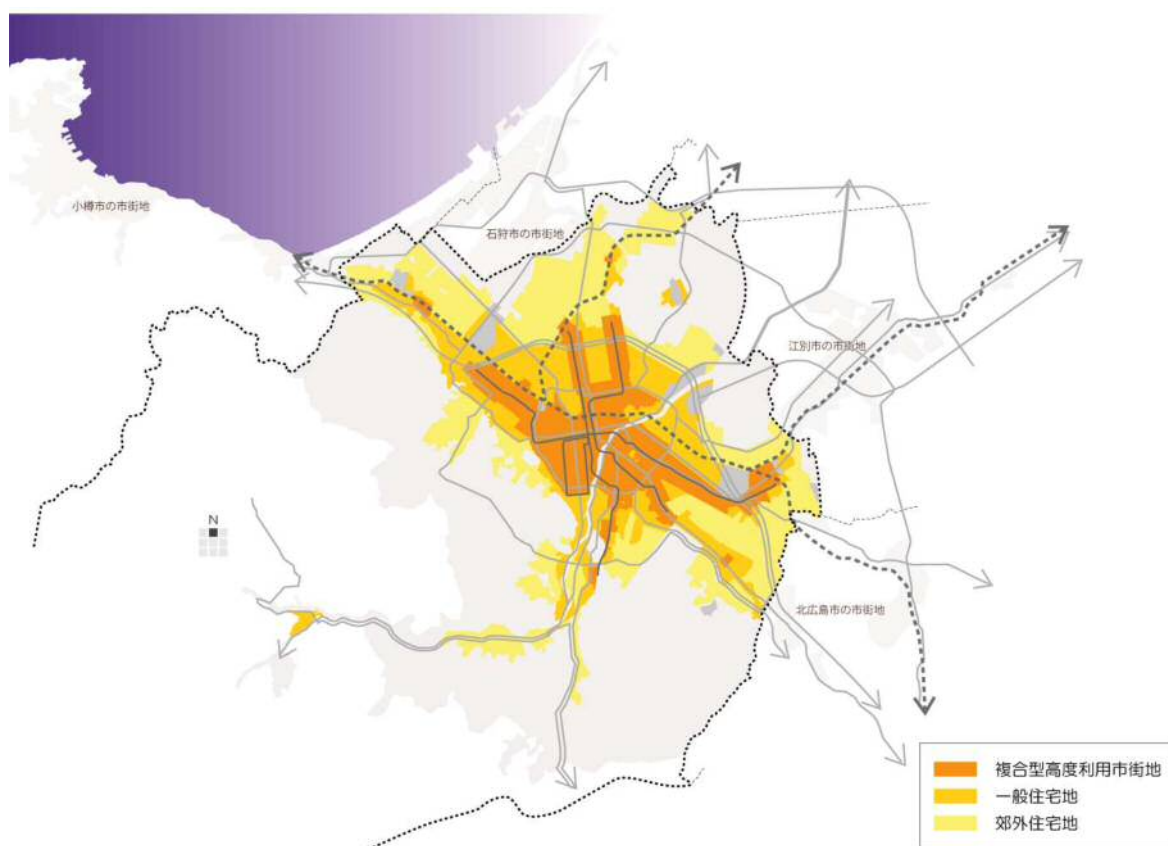 小樽市の市街地
石狩市の市街地
江別市の市街地
N
北広島市の市街地
複合型高度利用市街地
一般住宅地
郊外住宅地